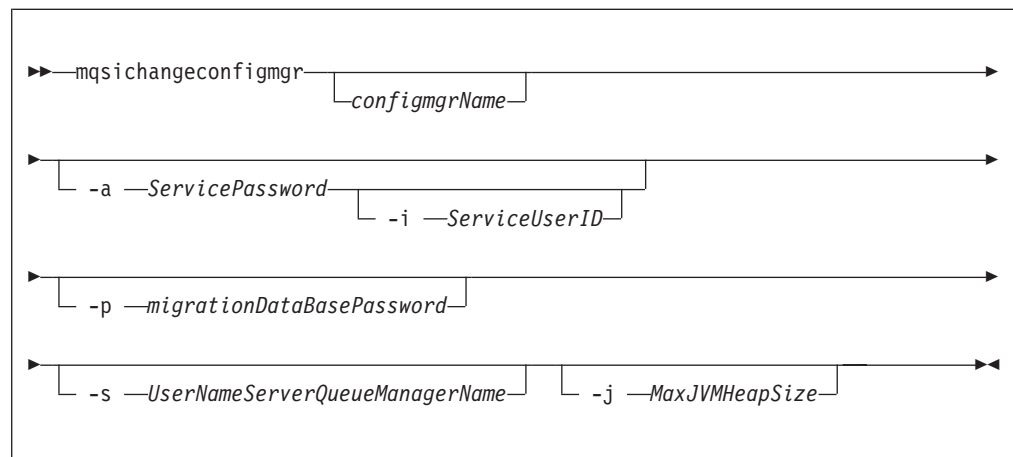 mqsichangeconfigmgr
configmgrName
-a ServicePassword
-i ServiceUserID
-p migrationDataBasePassword
-s UserNameServerQueueManagerName -j MaxJVMHeapSize